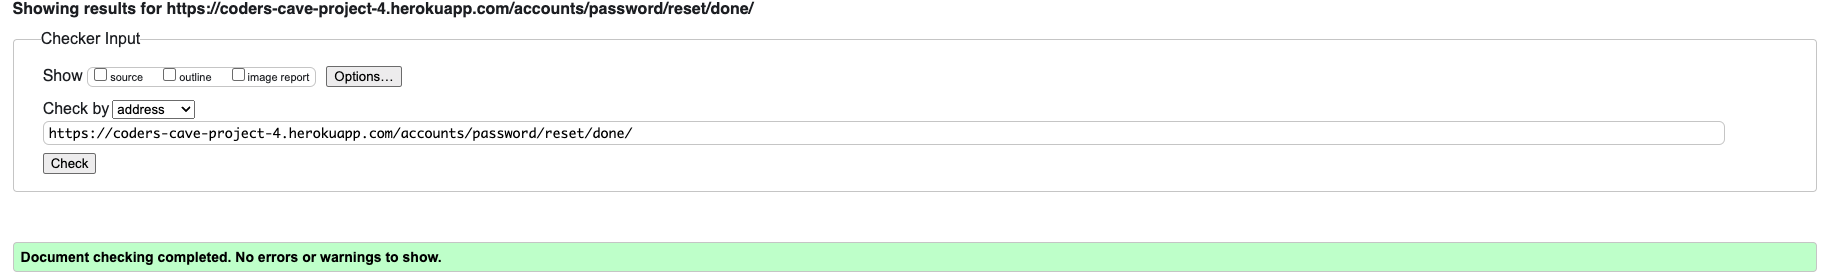 Showing results for https://coders-cave-project-4.herokuapp.com/accounts/password/reset/done/
Checker Input
Show source outline image report Options...
Check by address
https://coders-cave-project-4.herokuapp.com/accounts/password/reset/done/
Check
Document checking completed. No errors or warnings to show.